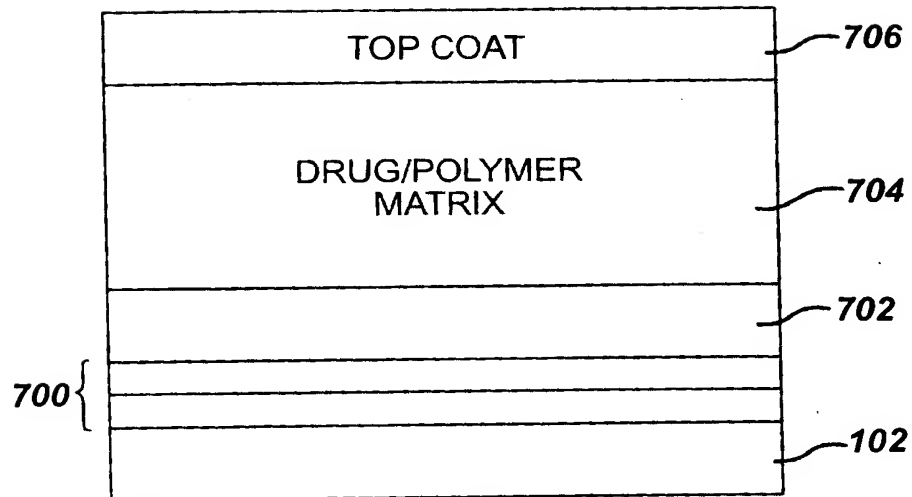 TOP COAT
706
DRUG/POLYMER
MATRIX
704
702
700
102